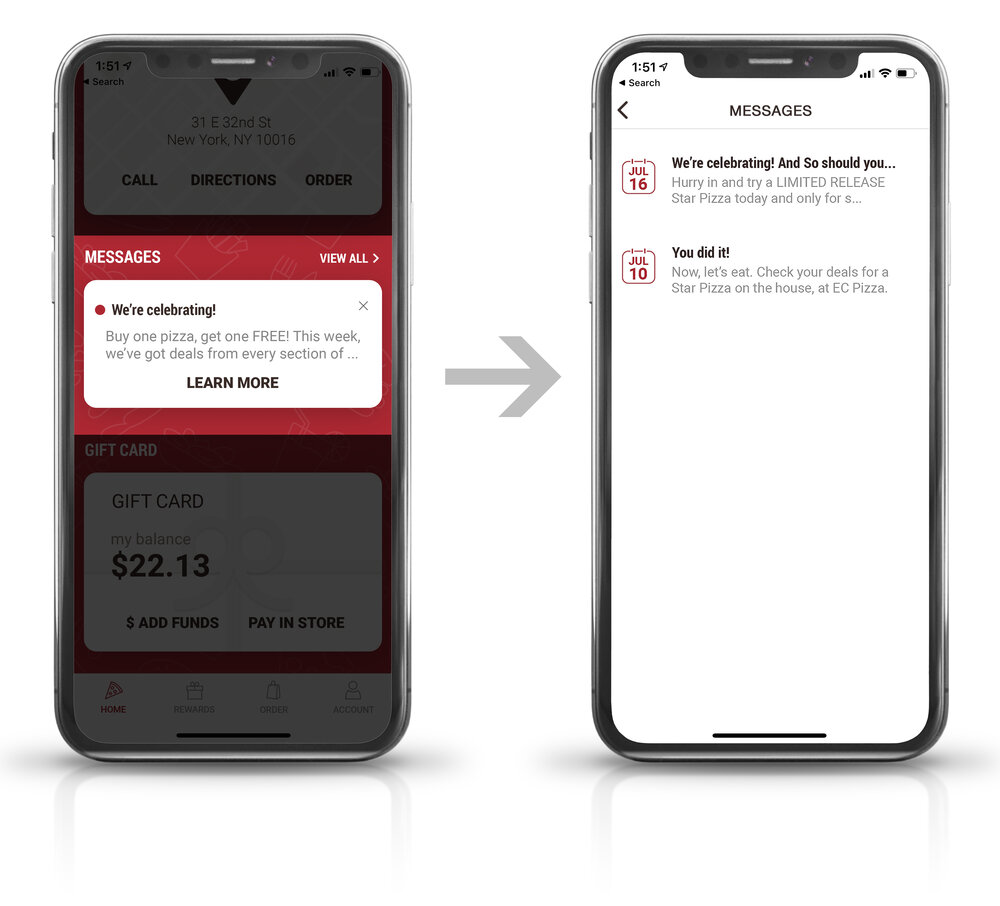 1:51
Search
31 E 32nd St
New York, NY 10016
CALL DIRECTIONS ORDER
MESSAGES VIEW ALL >
We're celebrating!
Buy one pizza, get one FREE! This week,
we've got deals from every section of ...
LEARN MORE
GIFT CARD
GIFT CARD
my balance
$22.13
$ ADD FUNDS PAY IN STORE
HOME REWARDS ORDER ACCOUNT
1:51
Search
MESSAGES
JUL
16
We're celebrating! And So should you...
Hurry in and try a LIMITED RELEASE
Star Pizza today and only for s...
JUL
10
You did it!
Now, let's eat. Check your deals for a
Star Pizza on the house, at EC Pizza.